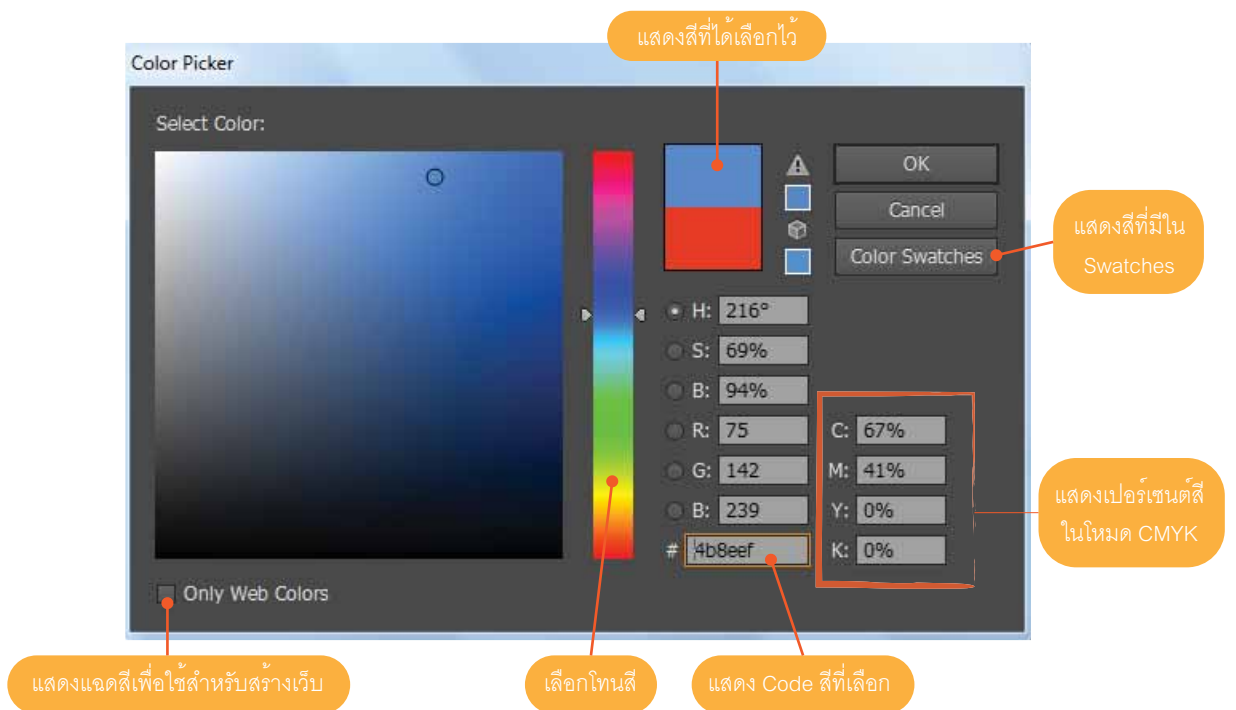 แสดงสีที่ได้เลือกไว้
Color Picker
Select Color:
OK
Cancel
Color Swatches
แสดงสีที่มีใน
Swatches
H: 216°
S: 69%
B: 94%
R: 75
C: 67%
G: 142
M: 41%
B: 239
Y: 0%
# 4b8eef
K: 0%
แสดงเปอร์เซนต์สี
ในโหมด CMYK
Only Web Colors
แสดงแฉดสีเพื่อใช้สำหรับสร้างเว็บ
เลือกโทนสี
แสดง Code สีที่เลือก